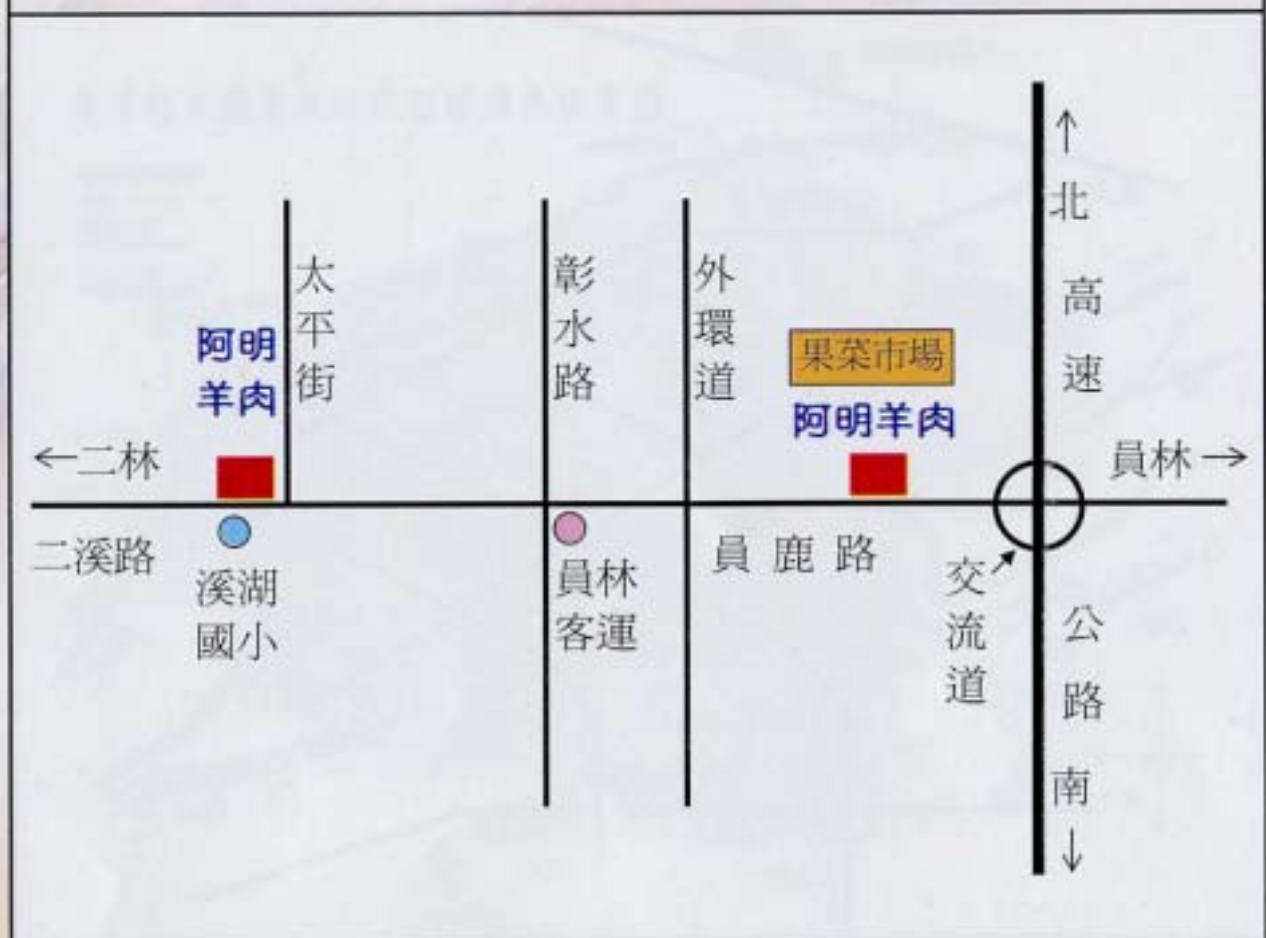 北
高速
公路
南
太平街
彰水路
外環道
果菜市場
阿明
羊肉
阿明羊肉
←二林
員林→
二溪路
溪湖
國小
員林
客運
員鹿路
交流道